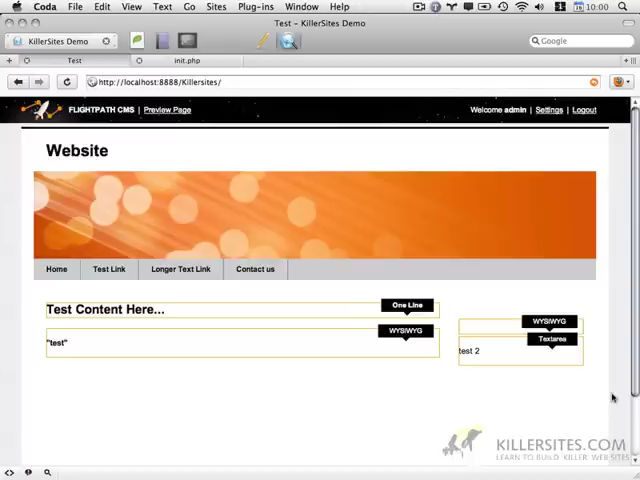 Coda File Edit View Text Go Sites Plug-ins Window Help 10:00
Test - KillerSites Demo
KillerSites Demo
Google
Test init.php
http://localhost:8888/Killersites/
FLIGHTPATH CMS | Preview Page Welcome admin | Settings | Logout
Website
Home Test Link Longer Text Link Contact us
One Line
Test Content Here...
WYSIWYG
WYSIWYG
Textarea
"test"
test 2
KILLERSITES.COM
LEARN TO BUILD 'KILLER' WEB SITES